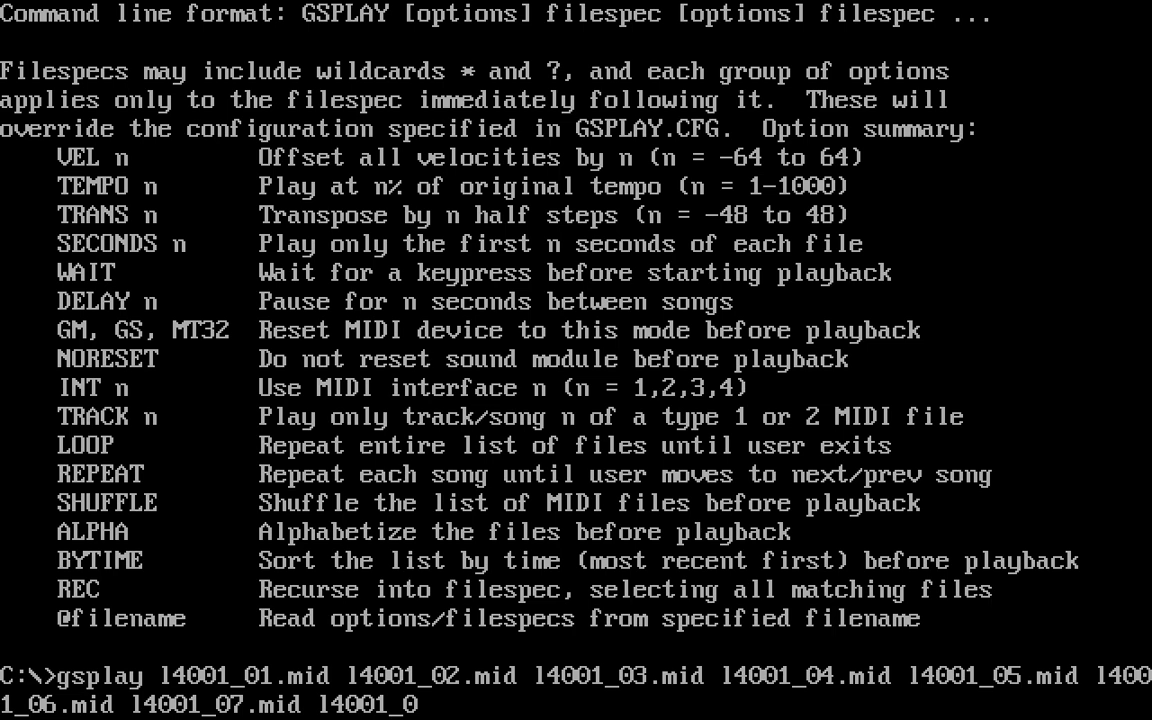 Command line format: GSPLAY [options] filespec [options] filespec ...
Filespecs may include wildcards * and ?, and each group of options
applies only to the filespec immediately following it.  These will
override the configuration specified in GSPLAY.CFG.  Option summary:
    VEL n         Offset all velocities by n (n = -64 to 64)
    TEMPO n       Play at n% of original tempo (n = 1-1000)
    TRANS n       Transpose by n half steps (n = -48 to 48)
    SECONDS n     Play only the first n seconds of each file
    WAIT          Wait for a keypress before starting playback
    DELAY n       Pause for n seconds between songs
    GM, GS, MT32  Reset MIDI device to this mode before playback
    NORESET       Do not reset sound module before playback
    INT n         Use MIDI interface n (n = 1,2,3,4)
    TRACK n       Play only track/song n of a type 1 or 2 MIDI file
    LOOP          Repeat entire list of files until user exits
    REPEAT        Repeat each song until user moves to next/prev song
    SHUFFLE       Shuffle the list of MIDI files before playback
    ALPHA         Alphabetize the files before playback
    BYTIME        Sort the list by time (most recent first) before playback
    REC           Recurse into filespec, selecting all matching files
    @filename     Read options/filespecs from specified filename
C:\>gsplay l4001_01.mid l4001_02.mid l4001_03.mid l4001_04.mid l4001_05.mid l400
1_06.mid l4001_07.mid l4001_0